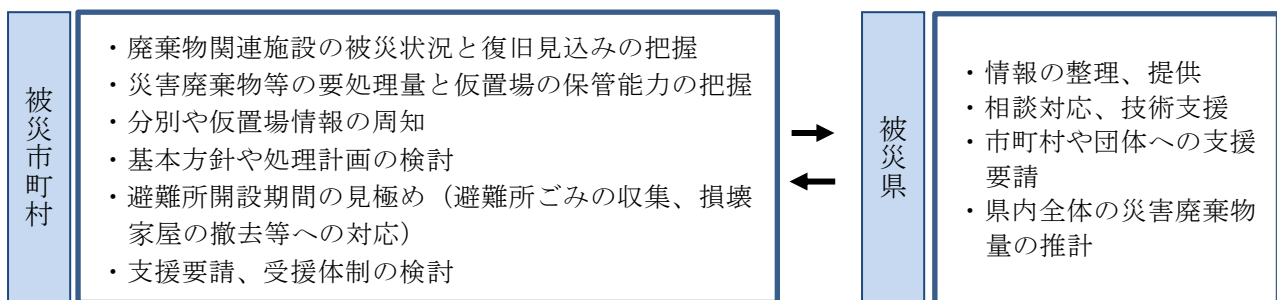 被災市町村
・廃棄物関連施設の被災状況と復旧見込みの把握
・災害廃棄物等の要処理量と仮置場の保管能力の把握
・分別や仮置場情報の周知
・基本方針や処理計画の検討
・避難所開設期間の見極め（避難所ごみの収集、損壊
家屋の撤去等への対応）
・支援要請、受援体制の検討
被災県
・情報の整理、提供
・相談対応、技術支援
・市町村や団体への支援
要請
・県内全体の災害廃棄物
量の推計